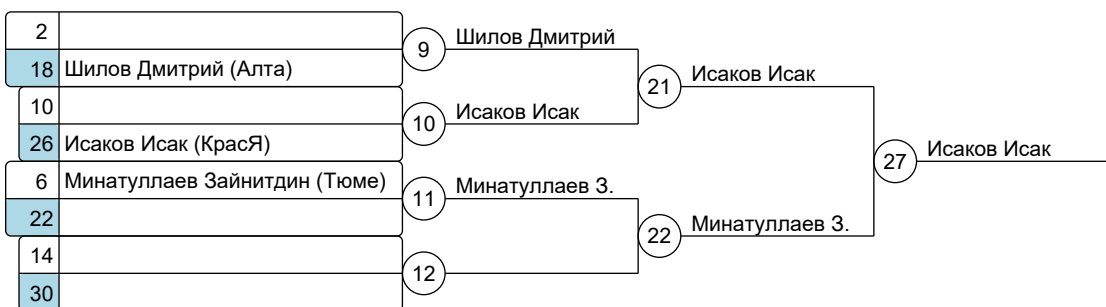 2
9
Шилов Дмитрий
18 Шилов Дмитрий (Алта)
21
Исаков Исак
10
10
Исаков Исак
26 Исаков Исак (КрасЯ)
27
Исаков Исак
6 Минатуллаев Зайнитдин (Тюме)
11
Минатуллаев З.
22
22
Минатуллаев З.
14
12
30